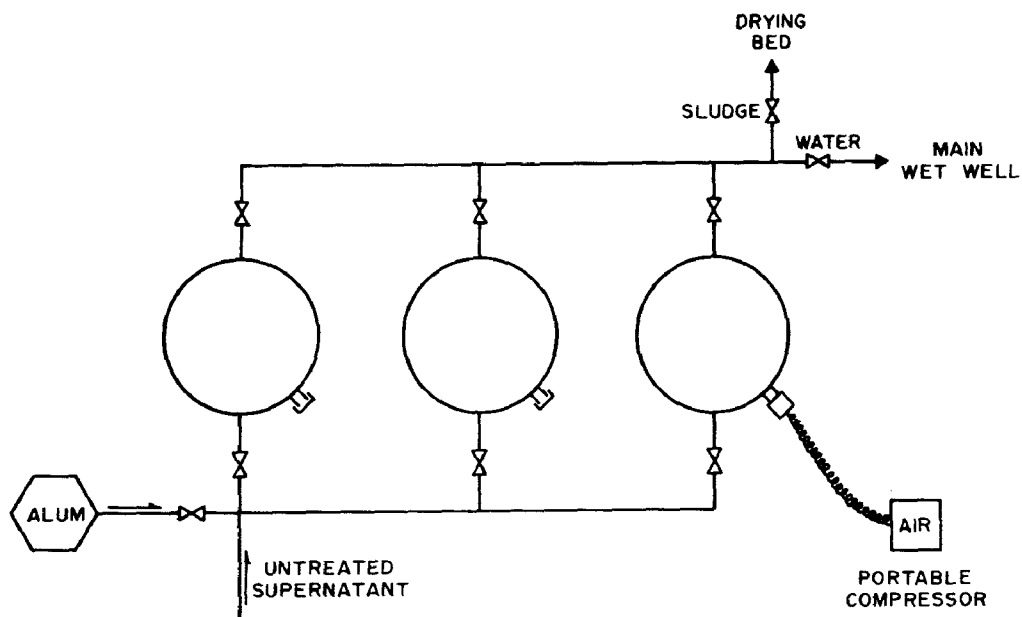 DRYING
BED
SLUDGE
WATER
MAIN
WET WELL
ALUM
UNTREATED
SUPERNATANT
AIR
PORTABLE
COMPRESSOR